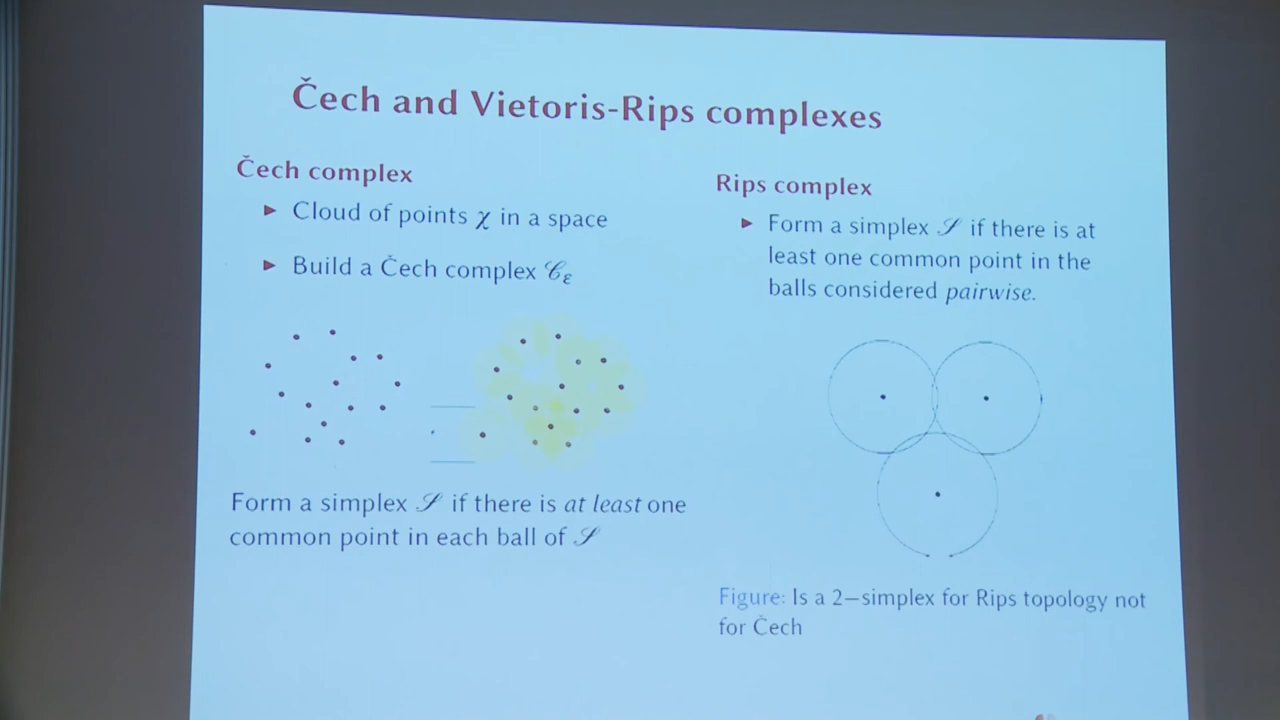 Čech and Vietoris-Rips complexes
Čech complex
Cloud of points χ in a space
Build a Čech complex 𝒞ε
Form a simplex 𝒮 if there is at least one
common point in each ball of 𝒮
Rips complex
Form a simplex 𝒮 if there is at
least one common point in the
balls considered pairwise.
Figure: Is a 2−simplex for Rips topology not
for Čech